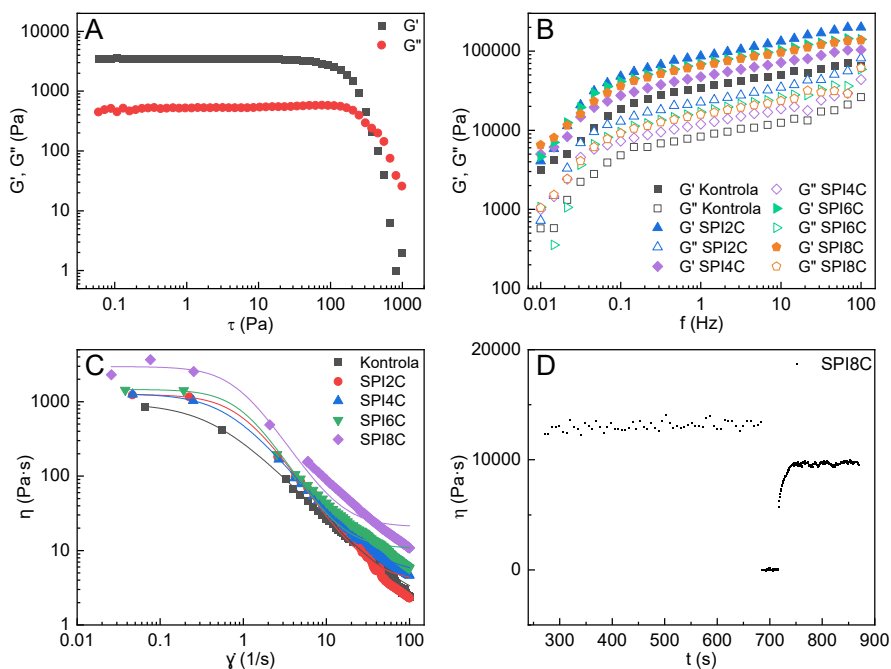 A
G'
G"
10000
1000
100
10
1
G', G" (Pa)
0.1 1 10 100 1000
τ (Pa)
B
100000
10000
1000
100
G', G" (Pa)
G' Kontrola
G" Kontrola
G' SPI2C
G" SPI2C
G' SPI4C
G" SPI4C
G' SPI6C
G" SPI6C
G' SPI8C
G" SPI8C
0.01 0.1 1 10 100
f (Hz)
C
Kontrola
SPI2C
SPI4C
SPI6C
SPI8C
1000
100
10
1
η (Pa·s)
0.01 0.1 1 10 100
γ̇ (1/s)
D
SPI8C
20000
10000
0
η (Pa·s)
300 400 500 600 700 800 900
t (s)